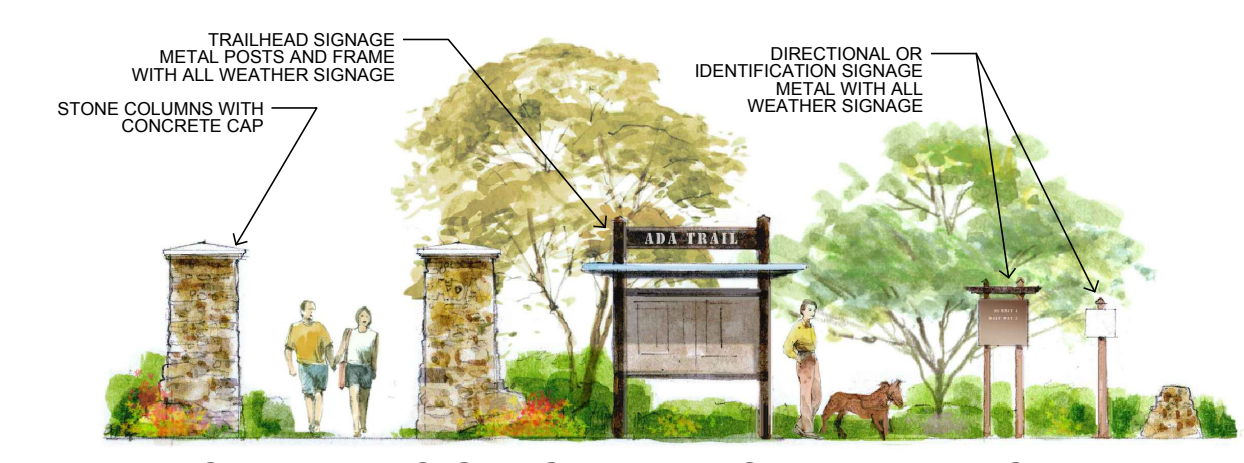 TRAILHEAD SIGNAGE
METAL POSTS AND FRAME
WITH ALL WEATHER SIGNAGE
STONE COLUMNS WITH
CONCRETE CAP
DIRECTIONAL OR
IDENTIFICATION SIGNAGE
METAL WITH ALL
WEATHER SIGNAGE
ADA TRAIL